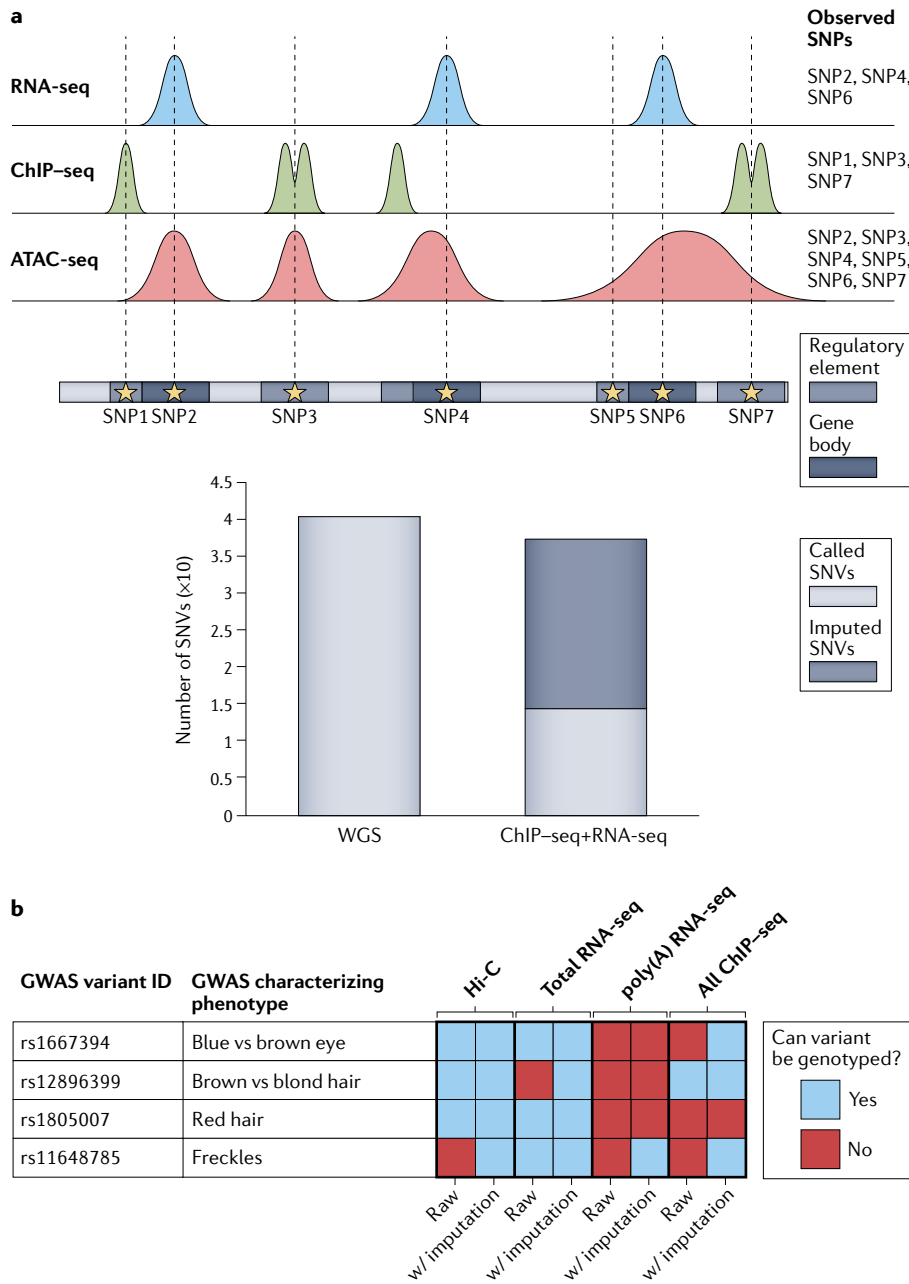 a
Observed
SNPs
RNA-seq
SNP2, SNP4,
SNP6
ChIP–seq
SNP1, SNP3,
SNP7
ATAC-seq
SNP2, SNP3,
SNP4, SNP5,
SNP6, SNP7
Regulatory
element
Gene
body
SNP1 SNP2 SNP3 SNP4 SNP5 SNP6 SNP7
Number of SNVs (×10)
4.5
4
3.5
3
2.5
2
1.5
1
0.5
0
WGS
ChIP–seq+RNA-seq
Called
SNVs
Imputed
SNVs
b
GWAS variant ID
GWAS characterizing
phenotype
Hi-C
Total RNA-seq
poly(A) RNA-seq
All ChIP–seq
rs1667394 Blue vs brown eye
rs12896399 Brown vs blond hair
rs1805007 Red hair
rs11648785 Freckles
Raw
w/ imputation
Raw
w/ imputation
Raw
w/ imputation
Raw
w/ imputation
Can variant
be genotyped?
Yes
No